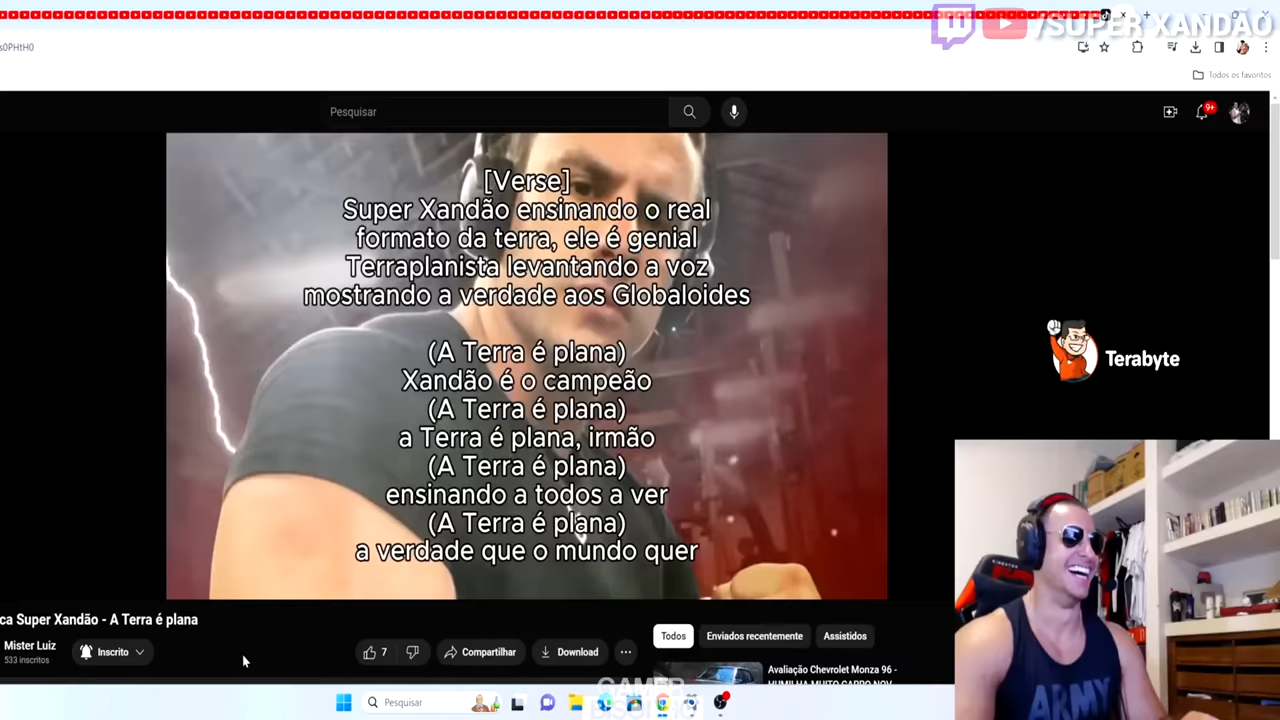 /SUPER XANDÃO
s0PHtH0
Todos os favoritos
Pesquisar
9+
[Verse]
Super Xandão ensinando o real
formato da terra, ele é genial
Terraplanista levantando a voz
mostrando a verdade aos Globaloides
(A Terra é plana)
Xandão é o campeão
(A Terra é plana)
a Terra é plana, irmão
(A Terra é plana)
ensinando a todos a ver
(A Terra é plana)
a verdade que o mundo quer
Terabyte
ca Super Xandão - A Terra é plana
Mister Luiz
533 inscritos
Inscrito
7
Compartilhar
Download
Todos
Enviados recentemente
Assistidos
Avaliação Chevrolet Monza 96 -
ARMY
Pesquisar
GAMER